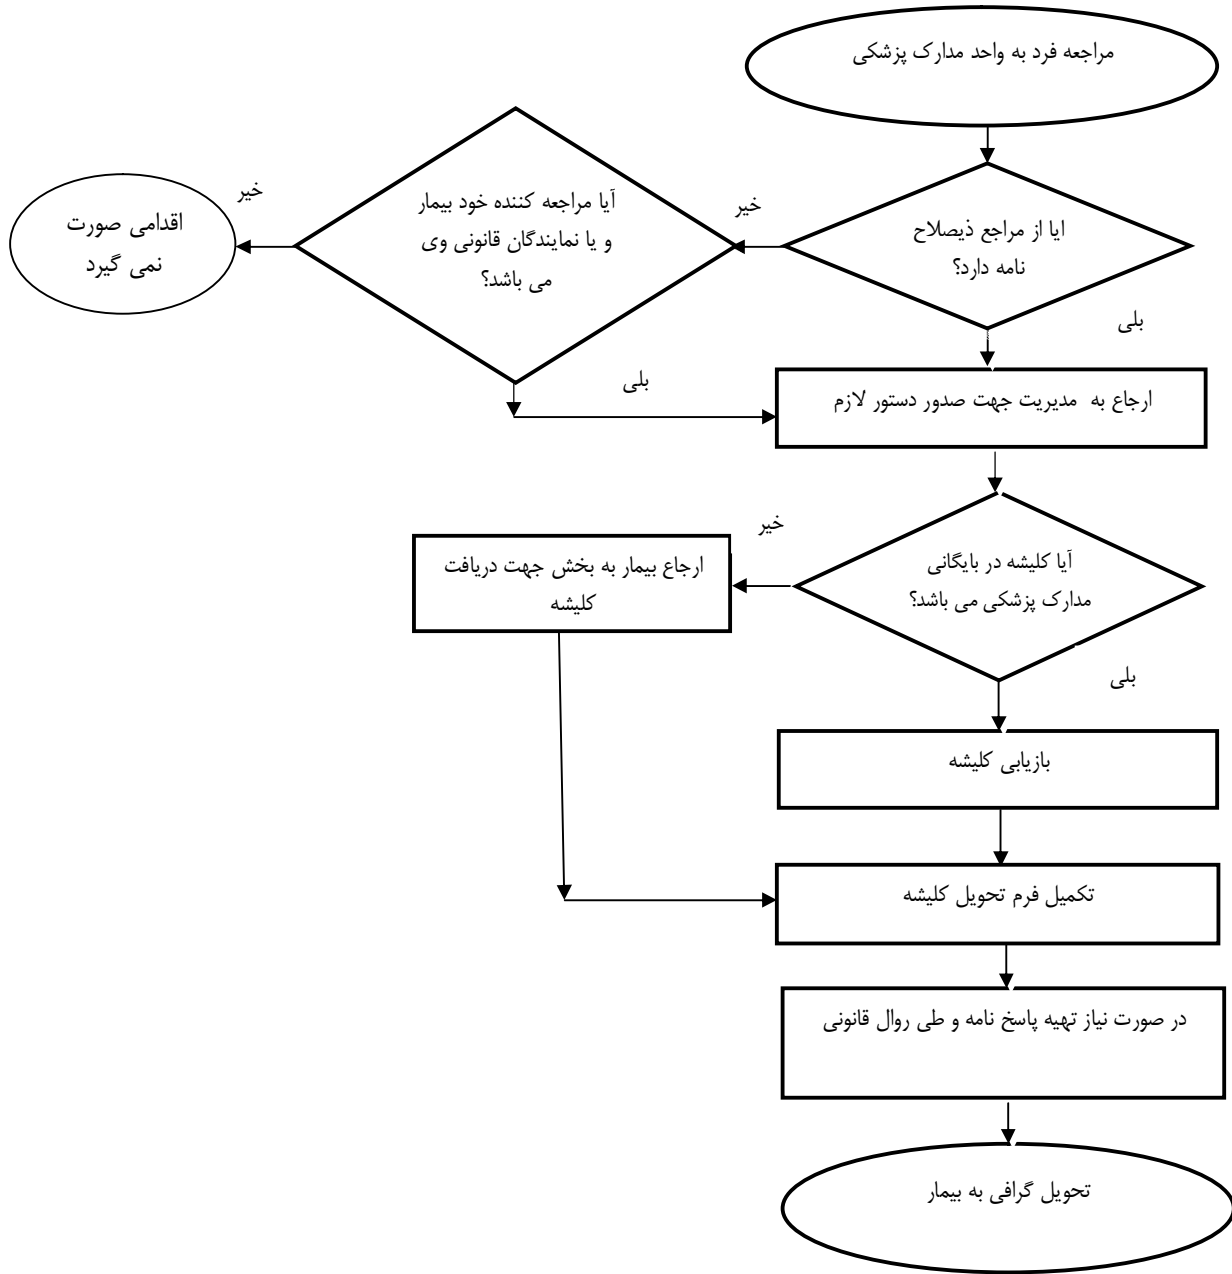 مراجعه فرد به واحد مدارک پزشکی
ایا از مراجع ذیصلاح
نامه دارد؟
خیر
بلی
آیا مراجعه کننده خود بیمار
و یا نمایندگان قانونی وی
می باشد؟
خیر
بلی
اقدامی صورت
نمی گیرد
ارجاع به مدیریت جهت صدور دستور لازم
آیا کلیشه در بایگانی
مدارک پزشکی می باشد؟
خیر
بلی
ارجاع بیمار به بخش جهت دریافت
کلیشه
بازیابی کلیشه
تکمیل فرم تحویل کلیشه
در صورت نیاز تهیه پاسخ نامه و طی روال قانونی
تحویل گرافی به بیمار